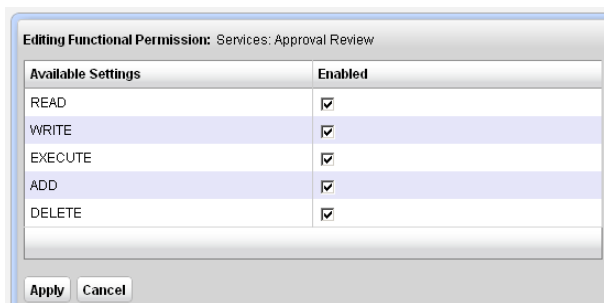 Editing Functional Permission: Services: Approval Review
Available Settings Enabled
READ
WRITE
EXECUTE
ADD
DELETE
Apply Cancel